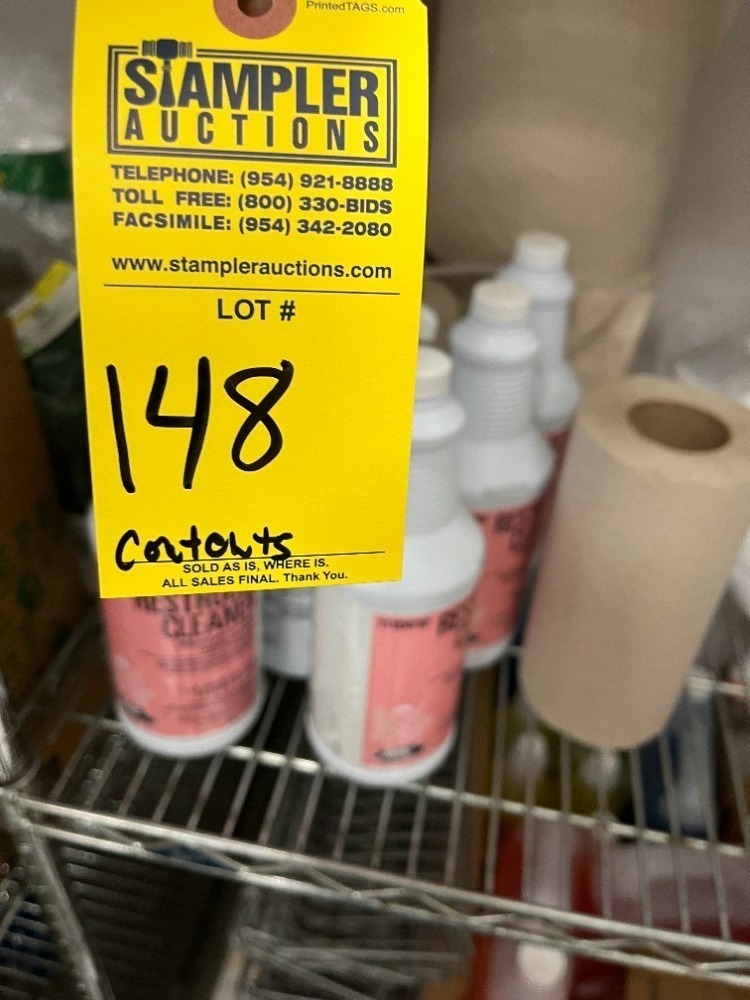 PrintedTAGS.com
STAMPLER
AUCTIONS
TELEPHONE: (954) 921-8888
TOLL FREE: (800) 330-BIDS
FACSIMILE: (954) 342-2080
www.stamplerauctions.com
LOT #
148
Contents
SOLD AS IS, WHERE IS.
ALL SALES FINAL. Thank You.
CLEANER